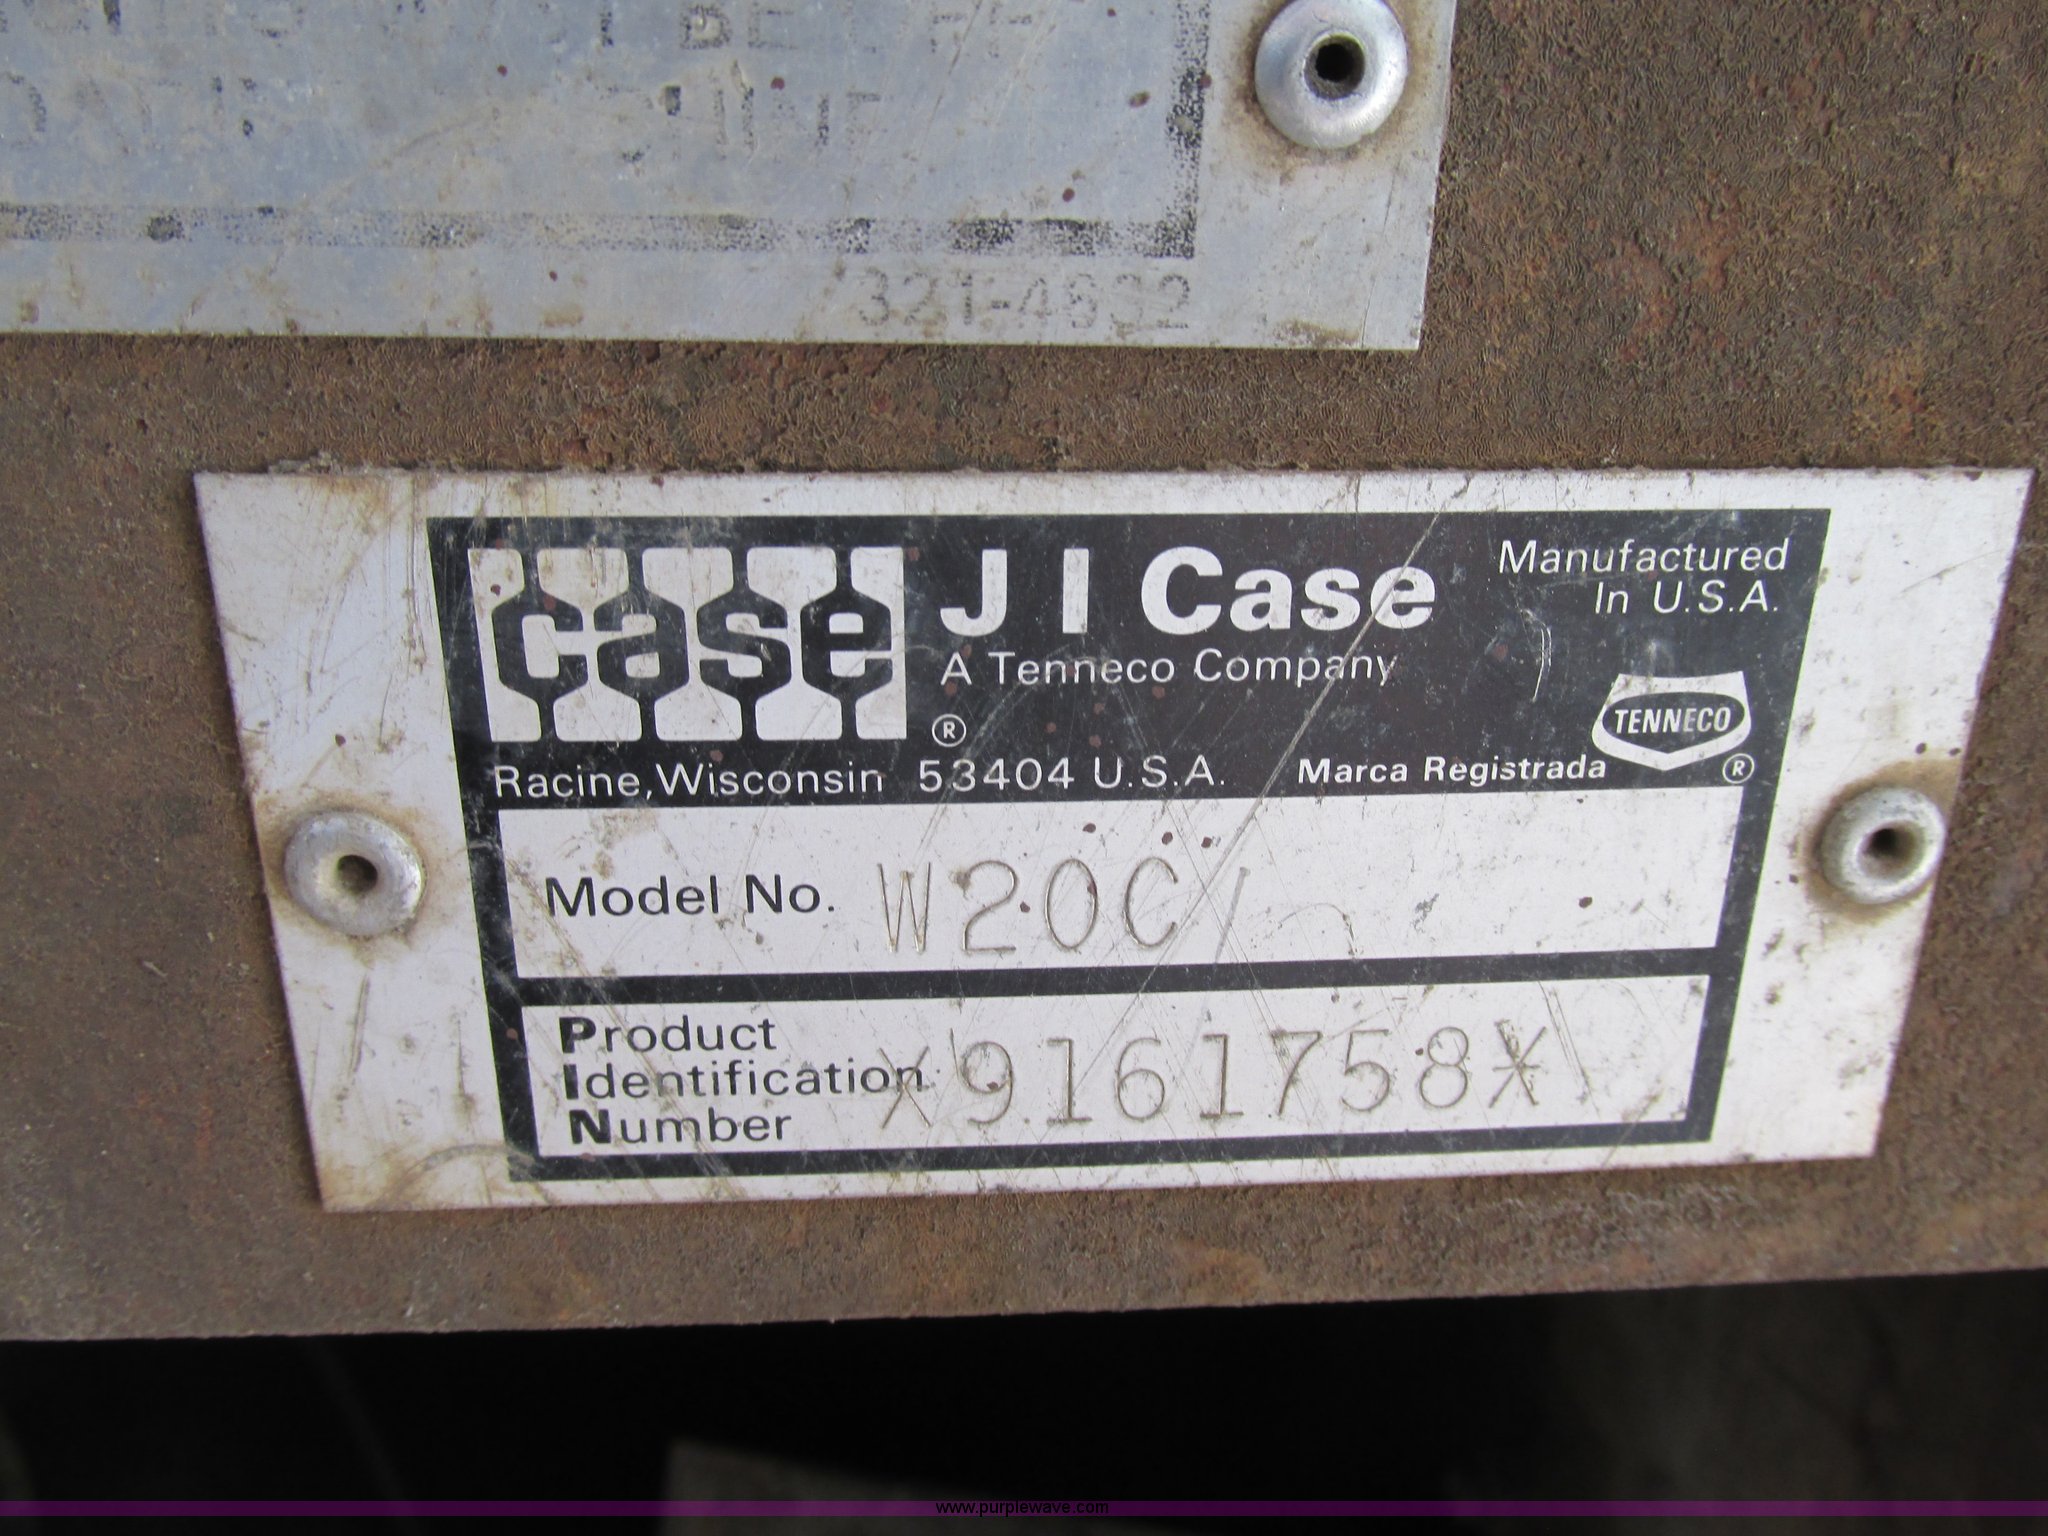 321-4632
case J I Case
Manufactured
In U.S.A.
A Tenneco Company
TENNECO
®
Racine, Wisconsin 53404 U.S.A. Marca Registrada ®
Model No. W20C
Product
Identification
Number
X9161758X
www.purplewave.com